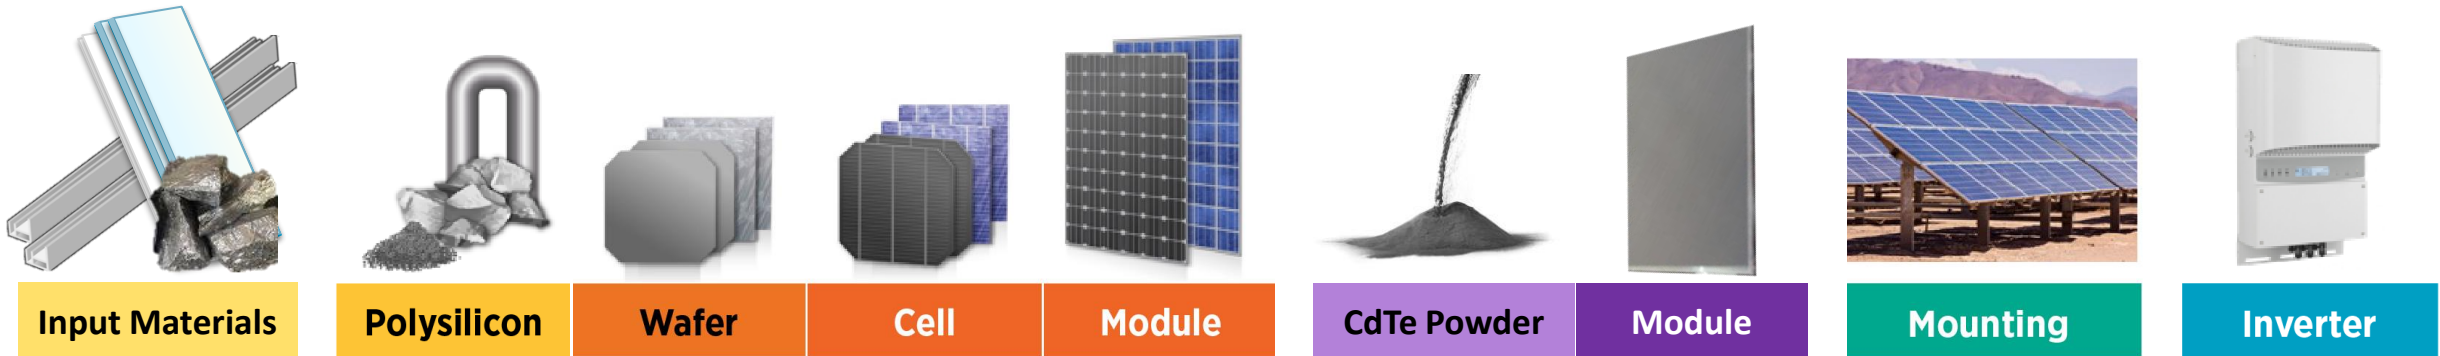 Input Materials
Polysilicon
Wafer
Cell
Module
CdTe Powder
Module
Mounting
Inverter